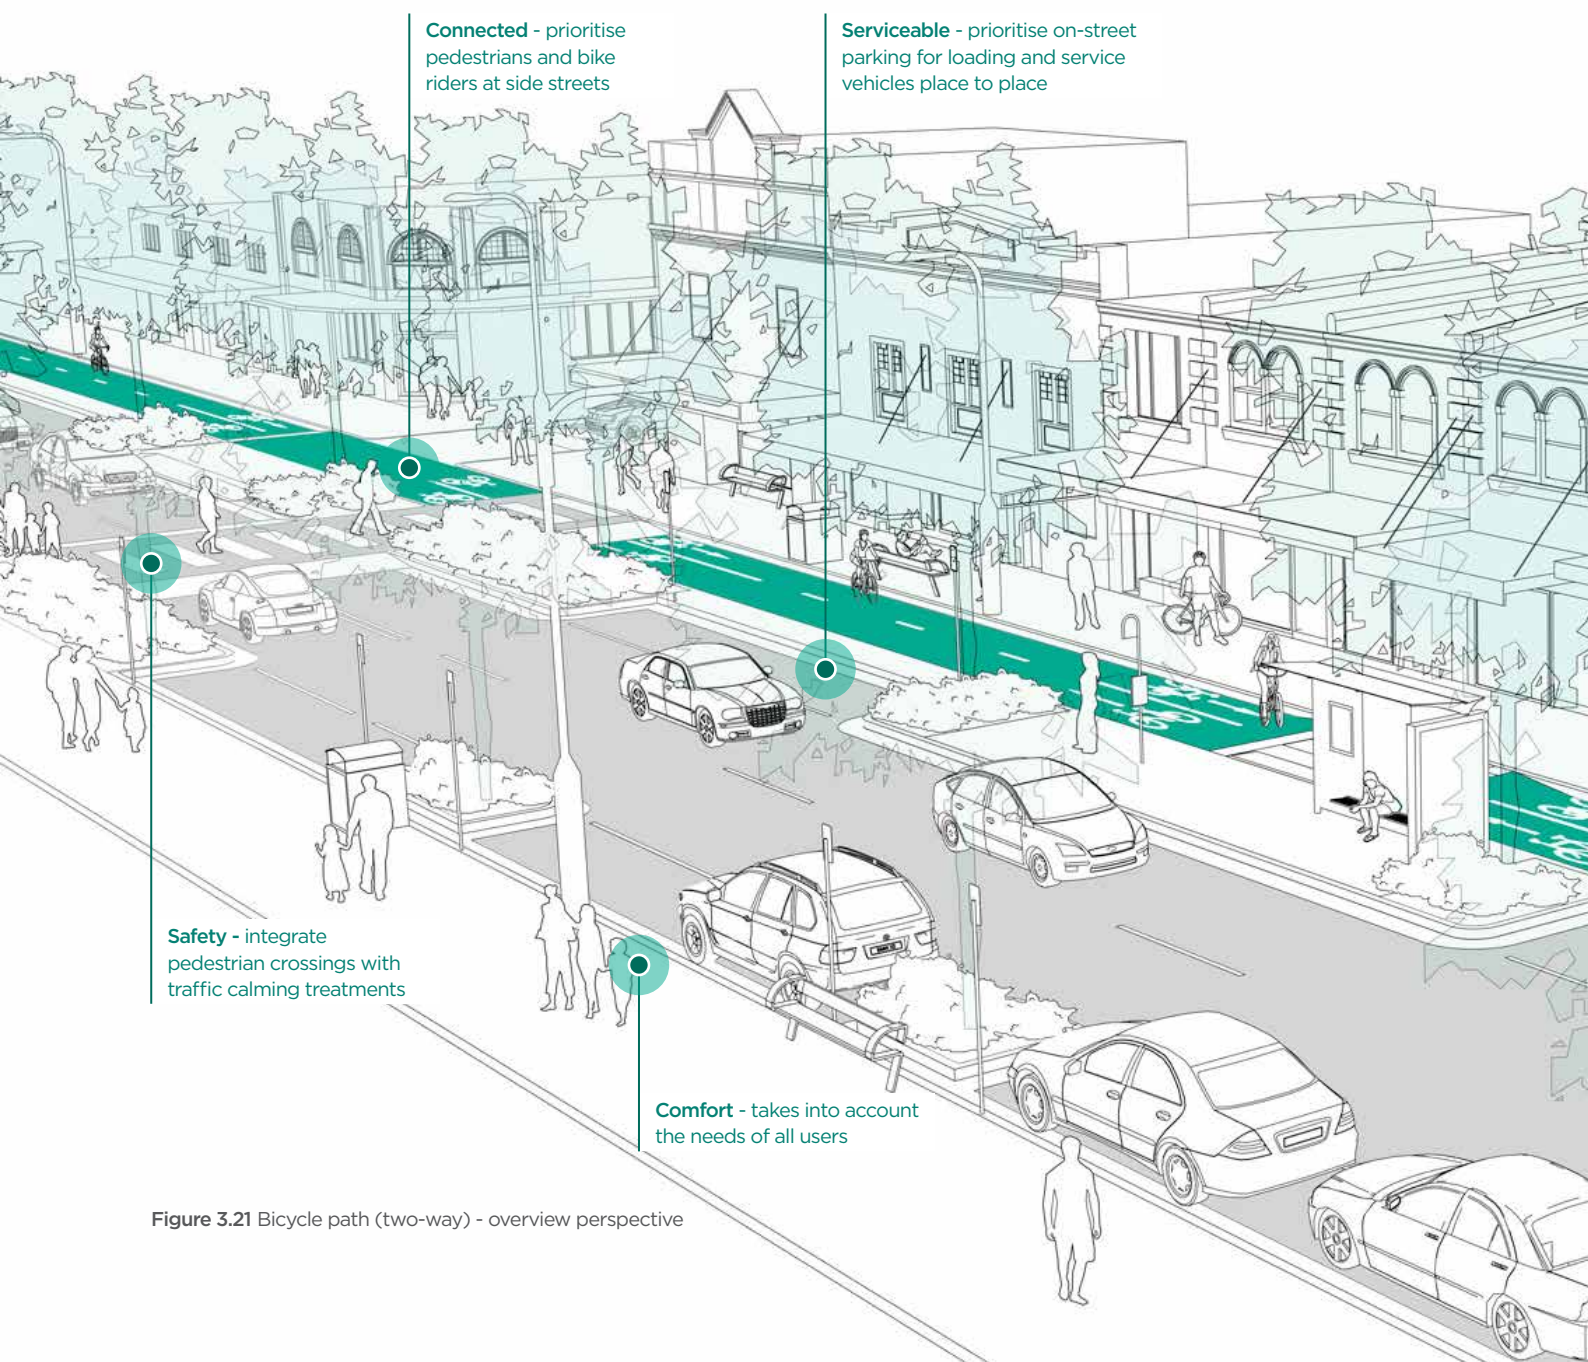 Connected - prioritise
pedestrians and bike
riders at side streets
Serviceable - prioritise on-street
parking for loading and service
vehicles place to place
Safety - integrate
pedestrian crossings with
traffic calming treatments
Comfort - takes into account
the needs of all users
Figure 3.21 Bicycle path (two-way) - overview perspective